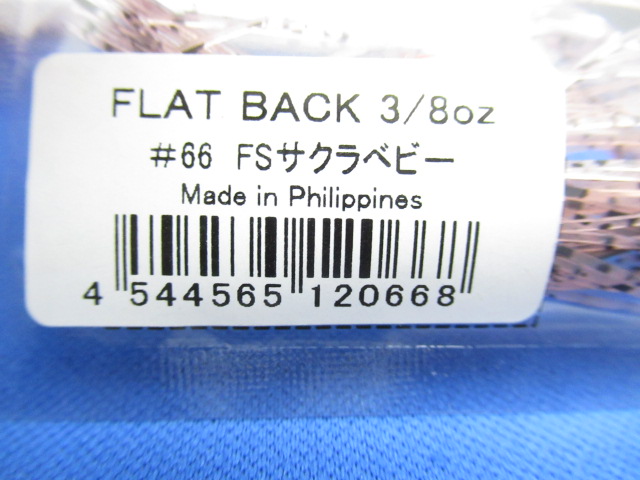 FLAT BACK 3/8oz
#66 FSサクラベビー
Made in Philippines
4 544565 120668